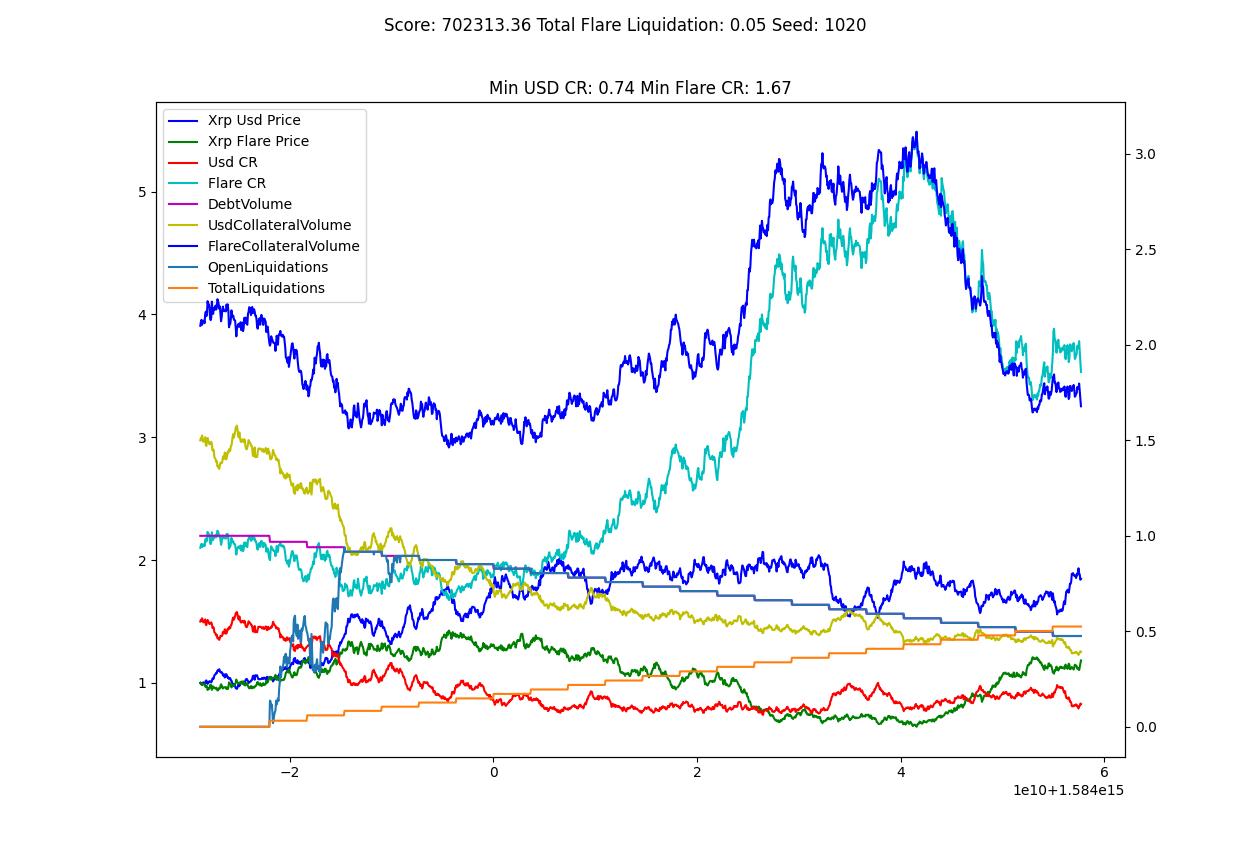 Score: 702313.36 Total Flare Liquidation: 0.05 Seed: 1020
Min USD CR: 0.74 Min Flare CR: 1.67
Xrp Usd Price
Xrp Flare Price
Usd CR
Flare CR
DebtVolume
UsdCollateralVolume
FlareCollateralVolume
OpenLiquidations
TotalLiquidations
5
4
3
2
1
3.0
2.5
2.0
1.5
1.0
0.5
0.0
−2
0
2
4
6
1e10+1.584e15